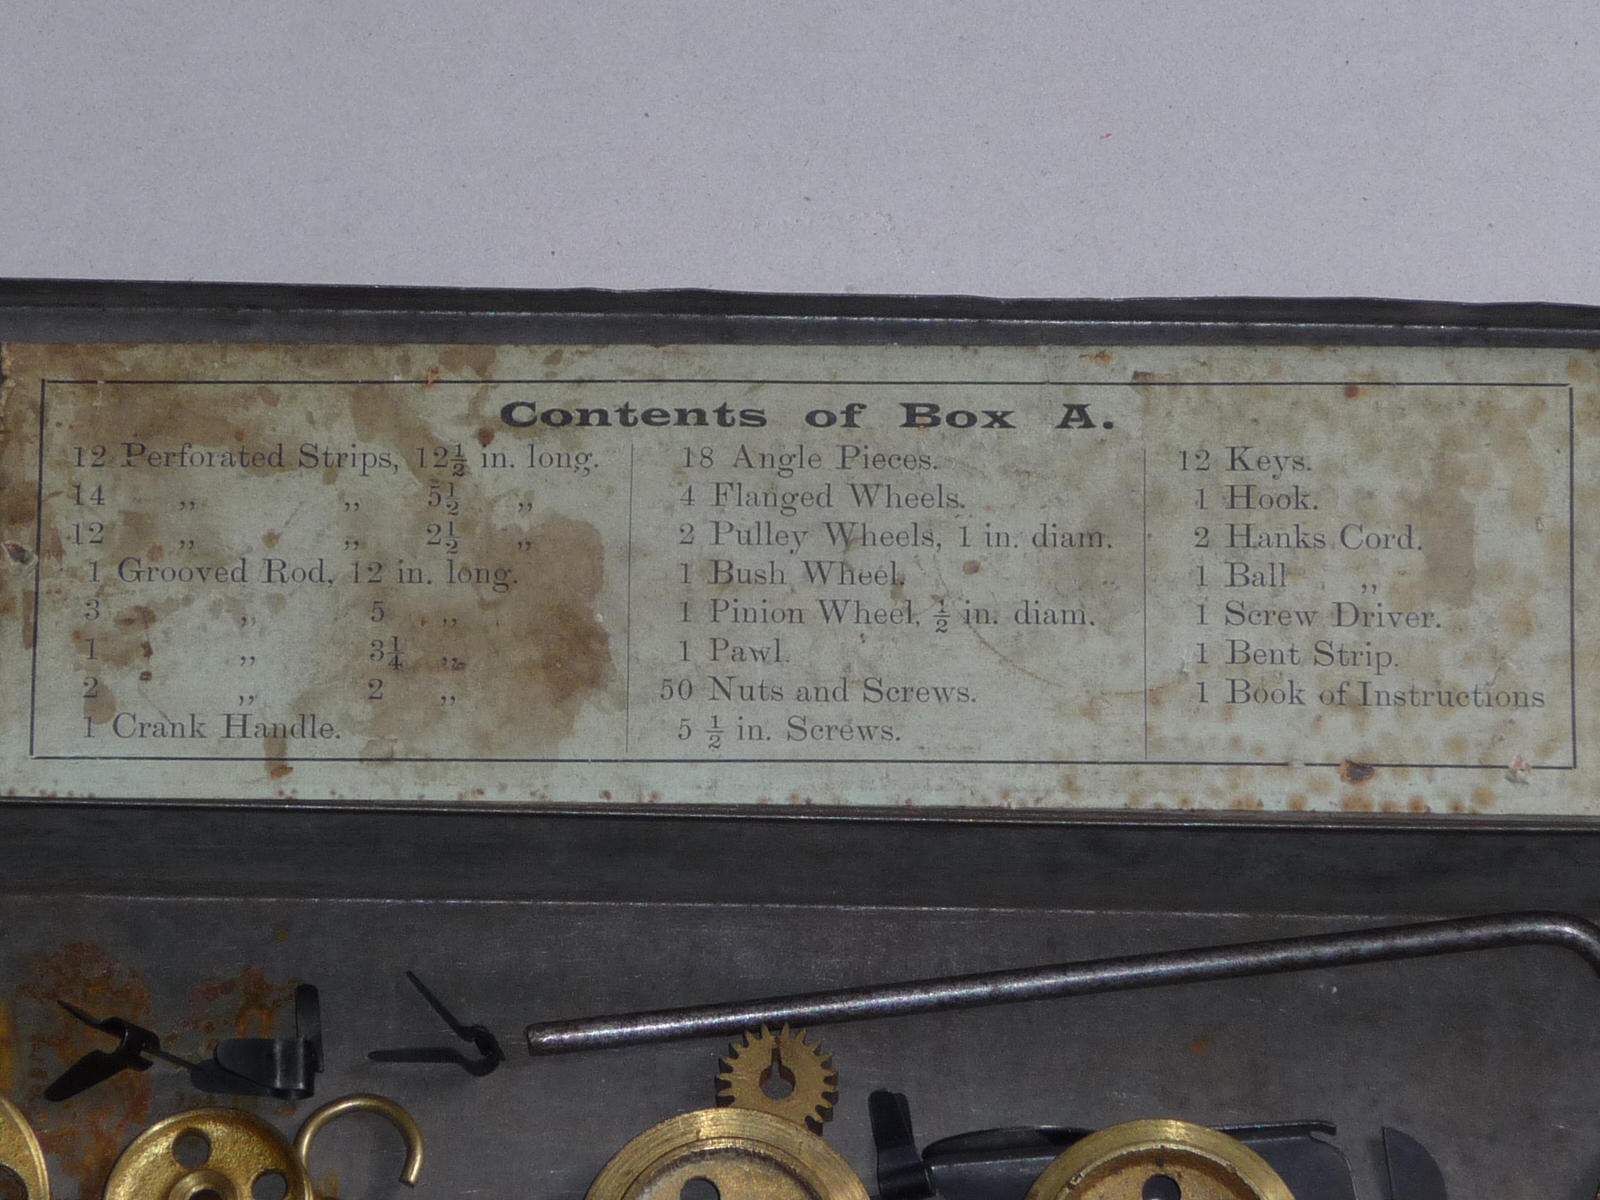 Contents of Box A.
12 Perforated Strips, 12½ in. long.
14 ,, ,, 5½ ,,
12 ,, ,, 2½ ,,
1 Grooved Rod, 12 in. long.
3 ,, 5 ,,
1 ,, 3¼ ,,
2 ,, 2 ,,
1 Crank Handle.
18 Angle Pieces.
4 Flanged Wheels.
2 Pulley Wheels, 1 in. diam.
1 Bush Wheel.
1 Pinion Wheel, ½ in. diam.
1 Pawl.
50 Nuts and Screws.
5 ½ in. Screws.
12 Keys.
1 Hook.
2 Hanks Cord.
1 Ball ,,
1 Screw Driver.
1 Bent Strip.
1 Book of Instructions